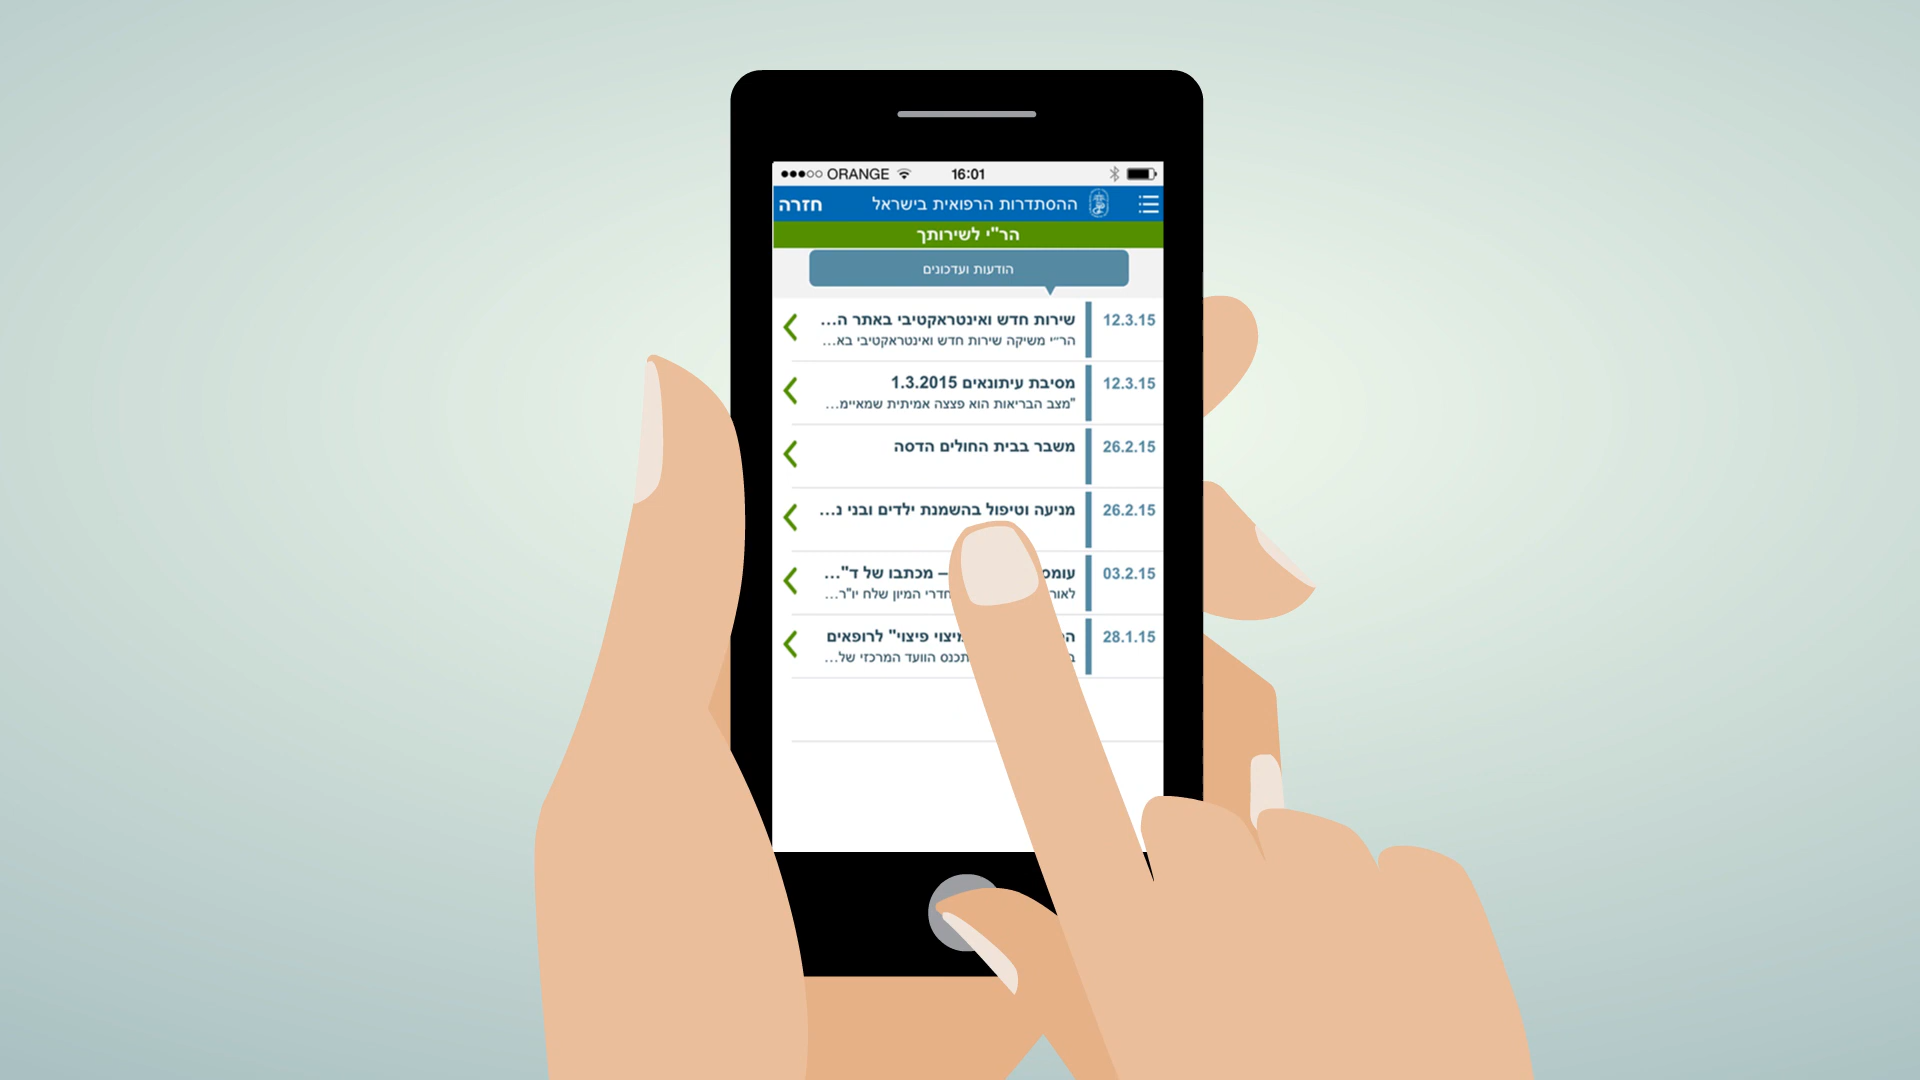 ORANGE 16:01
ההסתדרות הרפואית בישראל חזרה
הר"י לשירותך
הודעות ועדכונים
12.3.15 שירות חדש ואינטראקטיבי באתר ה...
הר״י משיקה שירות חדש ואינטראקטיבי בא...
12.3.15 מסיבת עיתונאים 1.3.2015
"מצב הבריאות הוא פצצה אמיתית שמאיימ...
26.2.15 משבר בבית החולים הדסה
26.2.15 מניעה וטיפול בהשמנת ילדים ובני נ...
03.2.15 – מכתבו של ד"...
חדרי המיון שלח יו"ר...
28.1.15 פיצוי" לרופאים
הוועד המרכזי של...